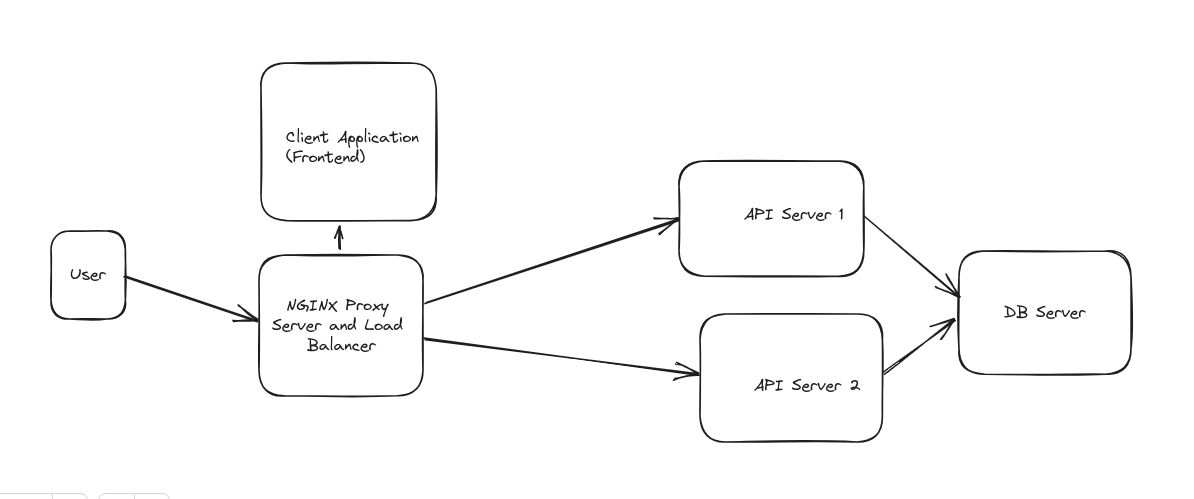 Client Application
(Frontend)
User
NGINX Proxy
Server and Load
Balancer
API Server 1
API Server 2
DB Server